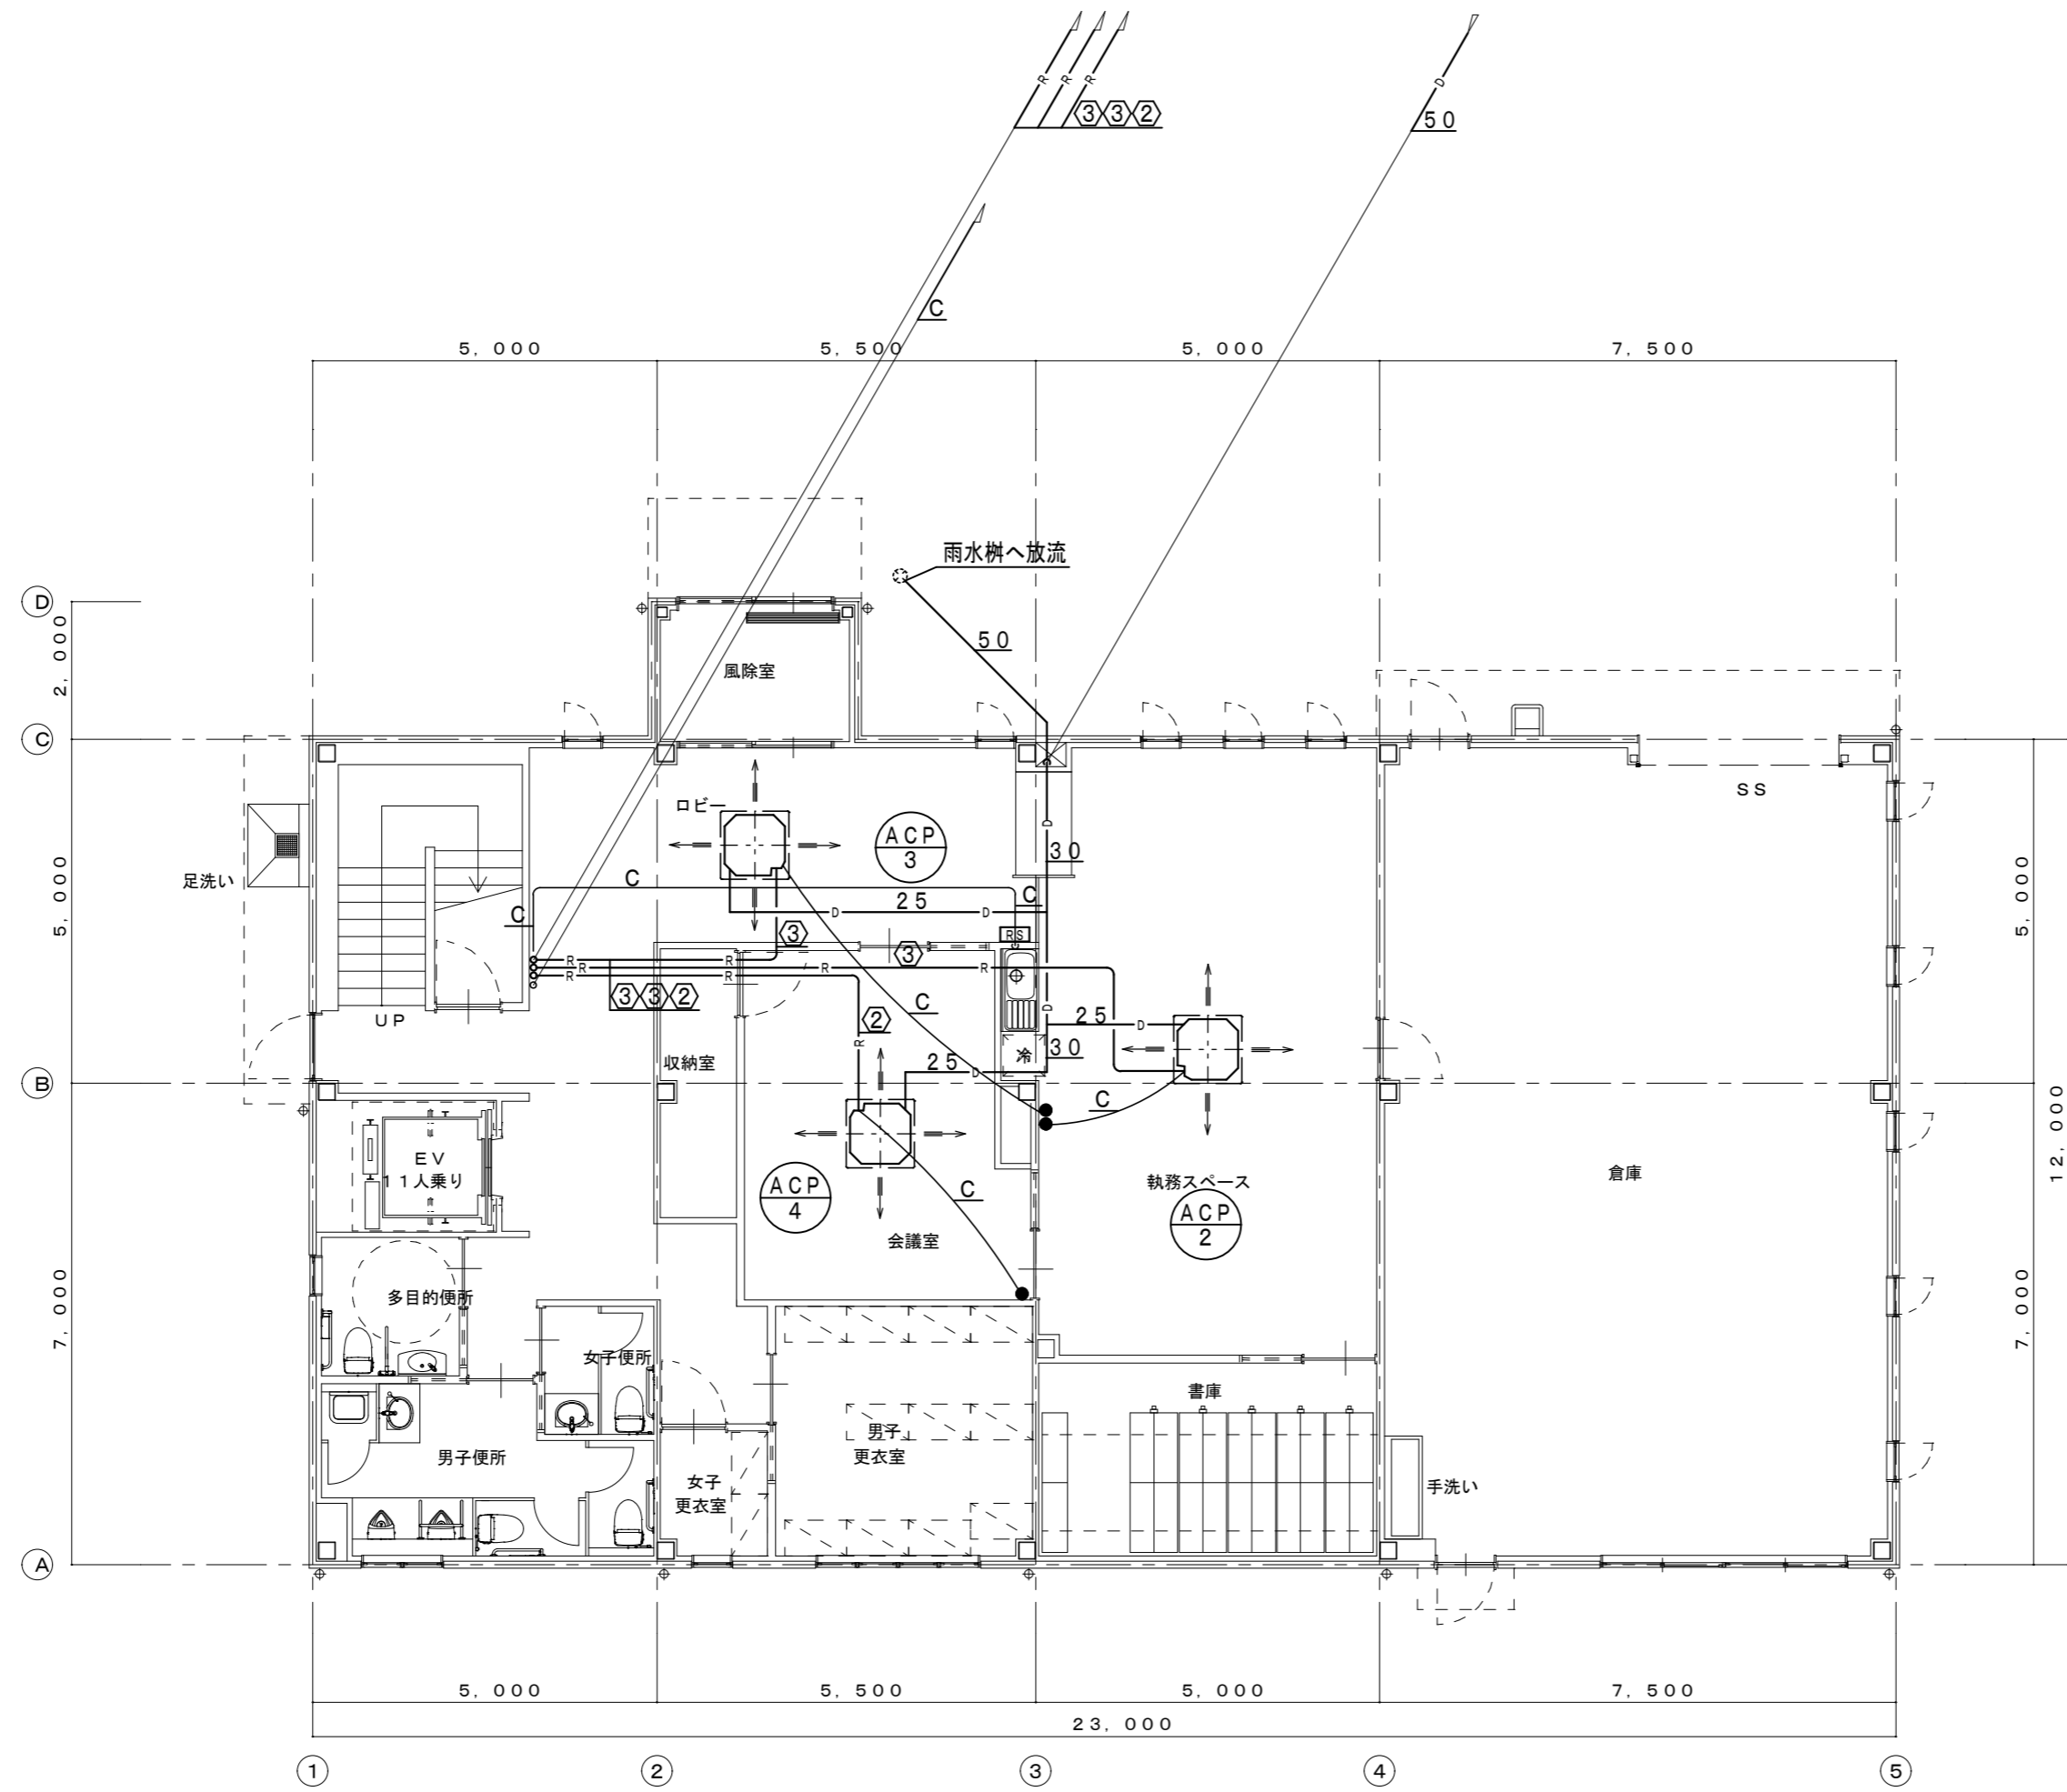 R R R
③③②
D
50
C
5,000 5,500 5,000 7,500
雨水桝へ放流
D
2,000
50
風除室
C
SS
ロビー
ACP
3
D
30
足洗い
C
C
25
C
D D
5,000
5,000
RS
③
③
R R
R R R
R R
③③②
C
D
UP
②
R
25
D
収納室
冷
30
25
D
B
C
12,000
EV
11人乗り
ACP
4
C
執務スペース
ACP
2
倉庫
会議室
多目的便所
7,000
7,000
女子便所
書庫
男子便所
男子
更衣室
女子
更衣室
手洗い
A
5,000 5,500 5,000 7,500
23,000
① ② ③ ④ ⑤